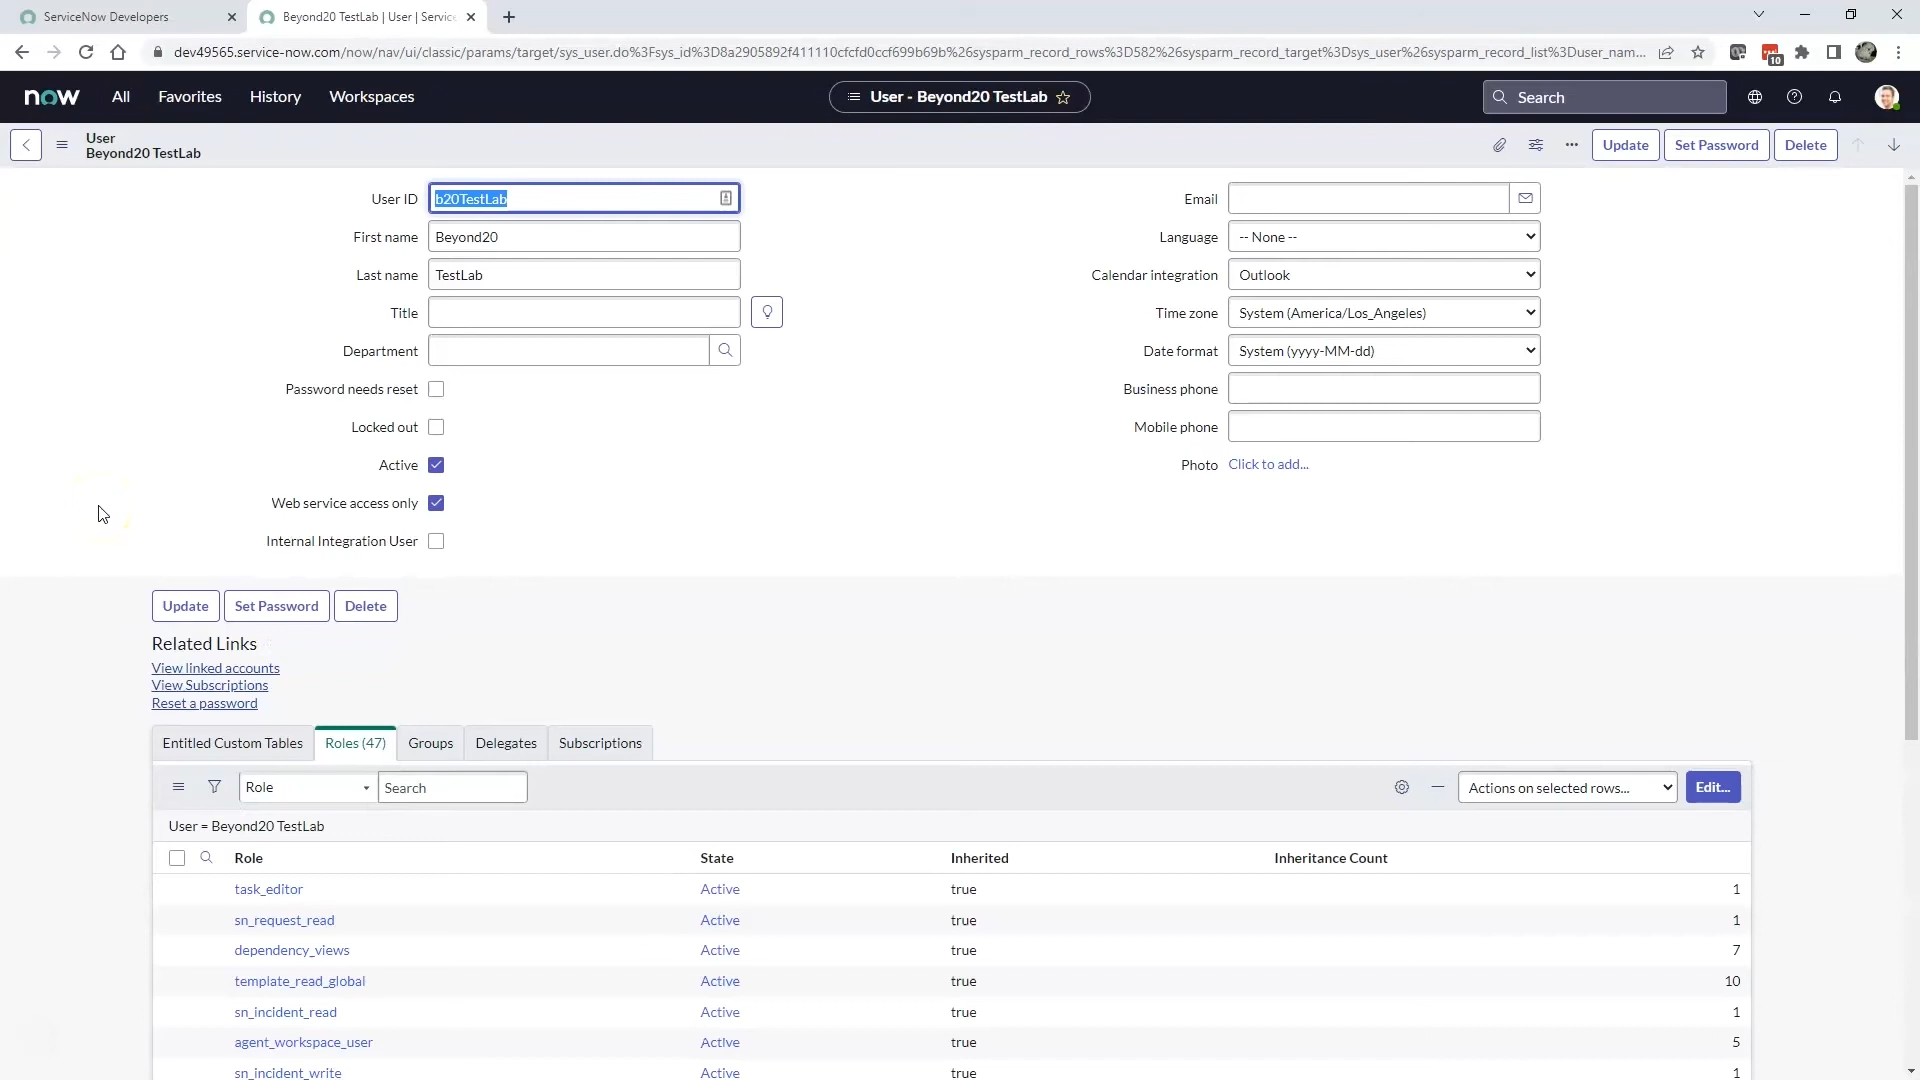 ServiceNow Developers
Beyond20 TestLab | User | Service
dev49565.service-now.com/now/nav/ui/classic/params/target/sys_user.do%3Fsys_id%3D8a2905892f411110cfcfd0ccf699b69b%26sysparm_record_rows%3D582%26sysparm_record_target%3Dsys_user%26sysparm_record_list%3Duser_nam...
10
now
All
Favorites
History
Workspaces
User - Beyond20 TestLab
Search
User
Beyond20 TestLab
Update
Set Password
Delete
User ID
b20TestLab
First name
Beyond20
Last name
TestLab
Title
Department
Password needs reset
Locked out
Active
Web service access only
Internal Integration User
Email
Language
-- None --
Calendar integration
Outlook
Time zone
System (America/Los_Angeles)
Date format
System (yyyy-MM-dd)
Business phone
Mobile phone
Photo
Click to add...
Update
Set Password
Delete
Related Links
View linked accounts
View Subscriptions
Reset a password
Entitled Custom Tables
Roles (47)
Groups
Delegates
Subscriptions
Role
Search
Actions on selected rows...
Edit...
User = Beyond20 TestLab
Role State Inherited Inheritance Count
task_editor Active true 1
sn_request_read Active true 1
dependency_views Active true 7
template_read_global Active true 10
sn_incident_read Active true 1
agent_workspace_user Active true 5
sn_incident_write Active true 1